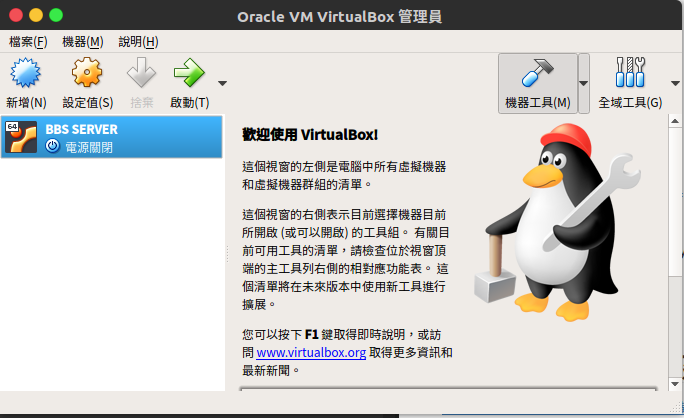 Oracle VM VirtualBox 管理員
檔案(F) 機器(M) 說明(H)
新增(N) 設定值(S) 捨棄 啟動(T) 機器工具(M) 全域工具(G)
64 BBS SERVER
電源關閉
歡迎使用 VirtualBox!
這個視窗的左側是電腦中所有虛擬機器
和虛擬機器群組的清單。
這個視窗的右側表示目前選擇機器目前
所開啟 (或可以開啟) 的工具組。 有關目
前可用工具的清單，請檢查位於視窗頂
端的主工具列右側的相對應功能表。 這
個清單將在未來版本中使用新工具進行
擴展。
您可以按下 F1 鍵取得即時說明，或訪
問 www.virtualbox.org 取得更多資訊和
最新新聞。